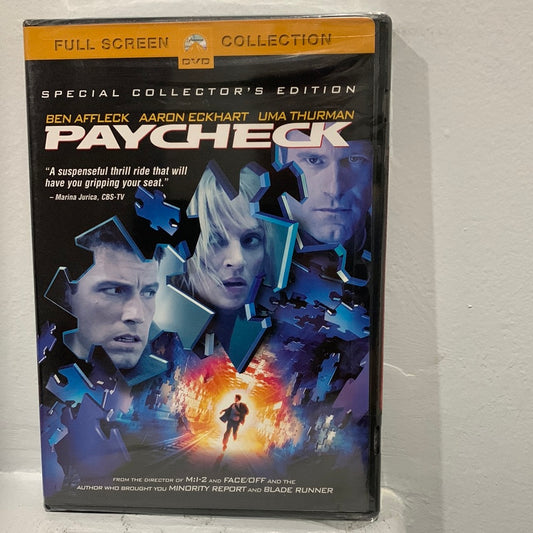 FULL SCREEN COLLECTION
DVD
SPECIAL COLLECTOR'S EDITION
BEN AFFLECK AARON ECKHART UMA THURMAN
PAYCHECK
"A suspenseful thrill ride that will
have you gripping your seat."
– Marina Jurica, CBS-TV
FROM THE DIRECTOR OF M:I-2 AND FACE/OFF AND THE
AUTHOR WHO BROUGHT YOU MINORITY REPORT AND BLADE RUNNER